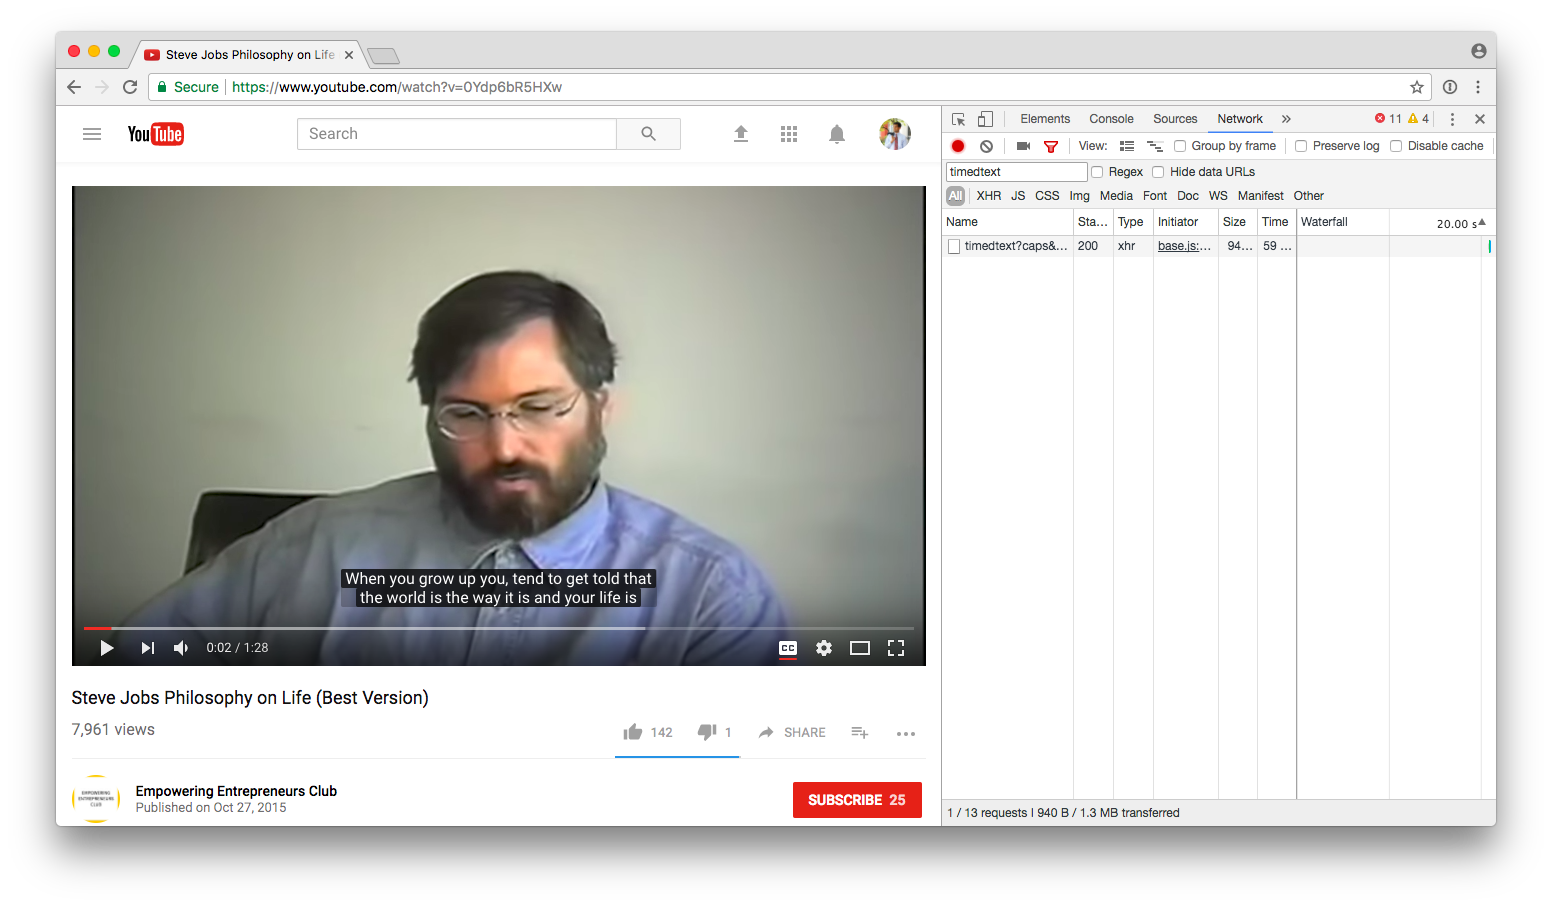 Steve Jobs Philosophy on Life
Secure https://www.youtube.com/watch?v=0Ydp6bR5HXw
YouTube
Search
When you grow up you, tend to get told that
the world is the way it is and your life is
0:02 / 1:28
CC
Steve Jobs Philosophy on Life (Best Version)
7,961 views
142 1 SHARE
EMPOWERING
ENTREPRENEURS
CLUB
Empowering Entrepreneurs Club
Published on Oct 27, 2015
SUBSCRIBE 25
Elements Console Sources Network » 11 4
View: Group by frame Preserve log Disable cache
timedtext Regex Hide data URLs
All XHR JS CSS Img Media Font Doc WS Manifest Other
Name Sta... Type Initiator Size Time Waterfall 20.00 s
timedtext?caps&... 200 xhr base.js:... 94... 59 ...
1 / 13 requests | 940 B / 1.3 MB transferred